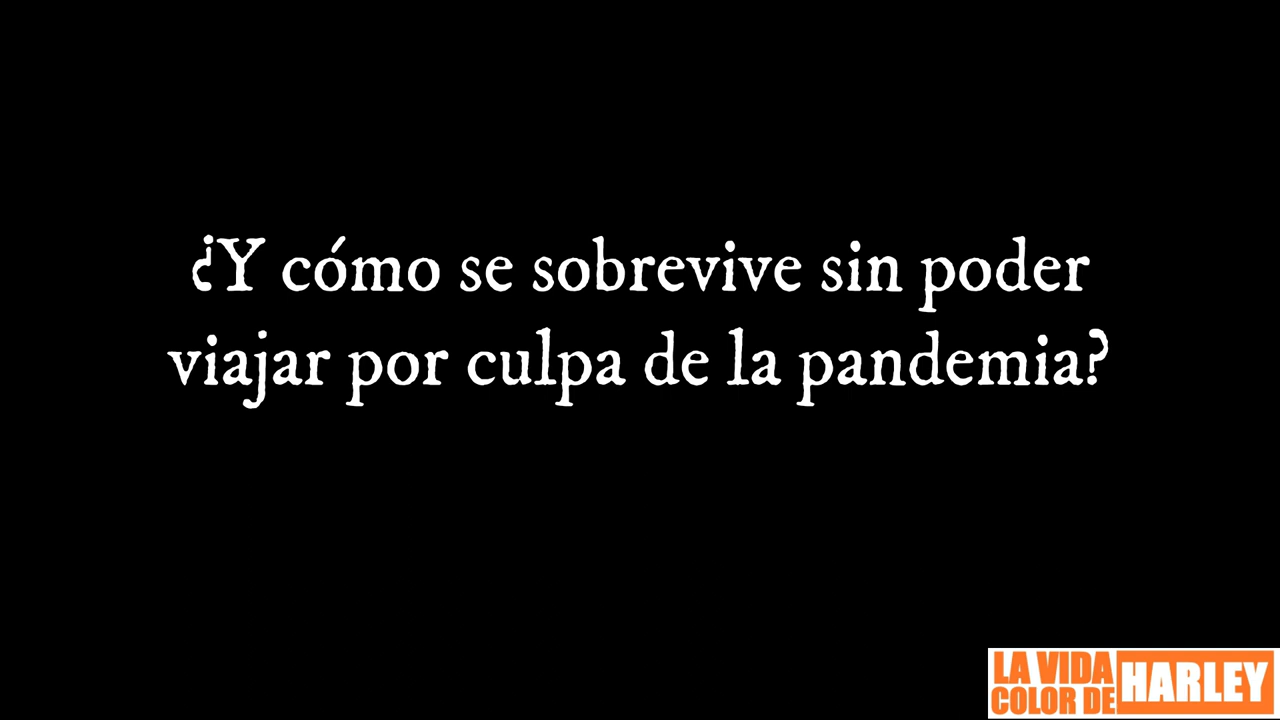 ¿Y cómo se sobrevive sin poder
viajar por culpa de la pandemia?
LA VIDA
COLOR DE
HARLEY